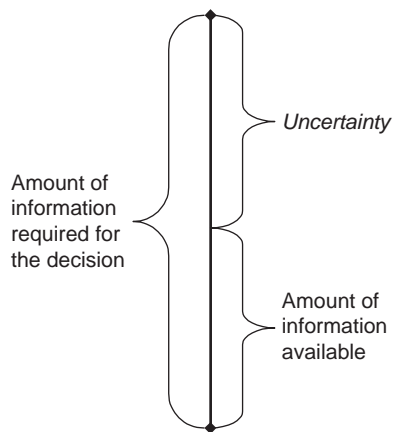 Uncertainty
Amount of
information
required for
the decision
Amount of
information
available